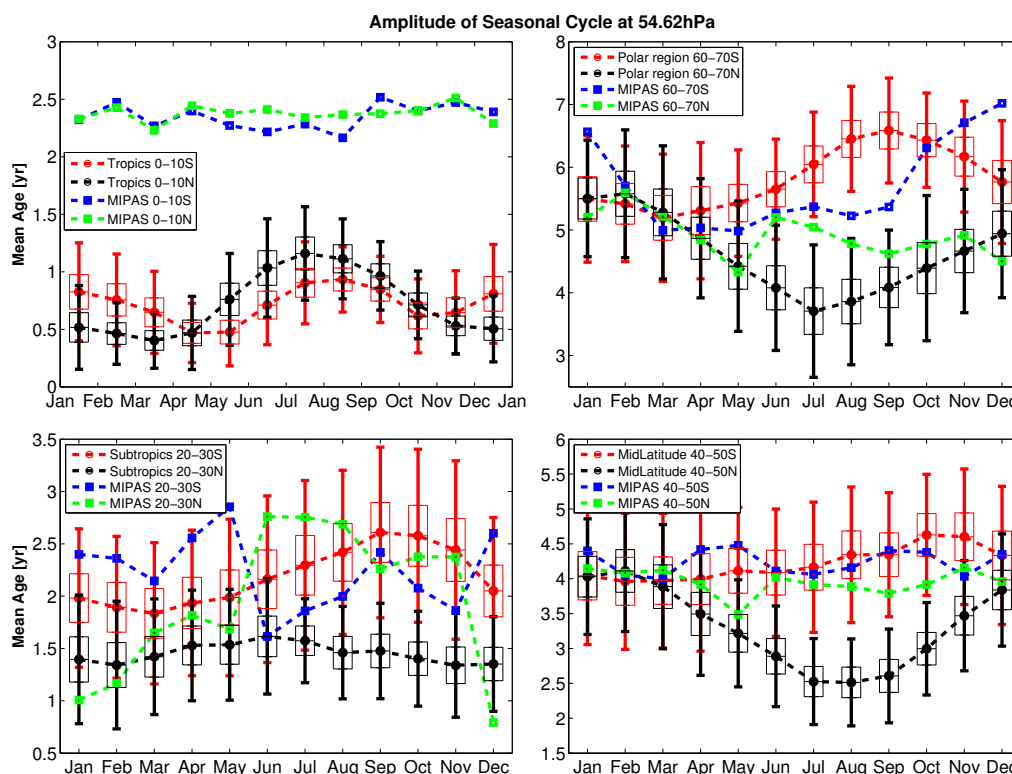 Amplitude of Seasonal Cycle at 54.62hPa
Mean Age [yr]
3
2.5
2
1.5
1
0.5
0
Tropics 0−10S
Tropics 0−10N
MIPAS 0−10S
MIPAS 0−10N
Jan Feb Mar Apr May Jun Jul Aug Sep Oct Nov Dec Jan
8
7
6
5
4
3
Polar region 60−70S
Polar region 60−70N
MIPAS 60−70S
MIPAS 60−70N
Jan Feb Mar Apr May Jun Jul Aug Sep Oct Nov Dec
Mean Age [yr]
3.5
3
2.5
2
1.5
1
0.5
Subtropics 20−30S
Subtropics 20−30N
MIPAS 20−30S
MIPAS 20−30N
Jan Feb Mar Apr May Jun Jul Aug Sep Oct Nov Dec
6
5.5
5
4.5
4
3.5
3
2.5
2
1.5
MidLatitude 40−50S
MidLatitude 40−50N
MIPAS 40−50S
MIPAS 40−50N
Jan Feb Mar Apr May Jun Jul Aug Sep Oct Nov Dec